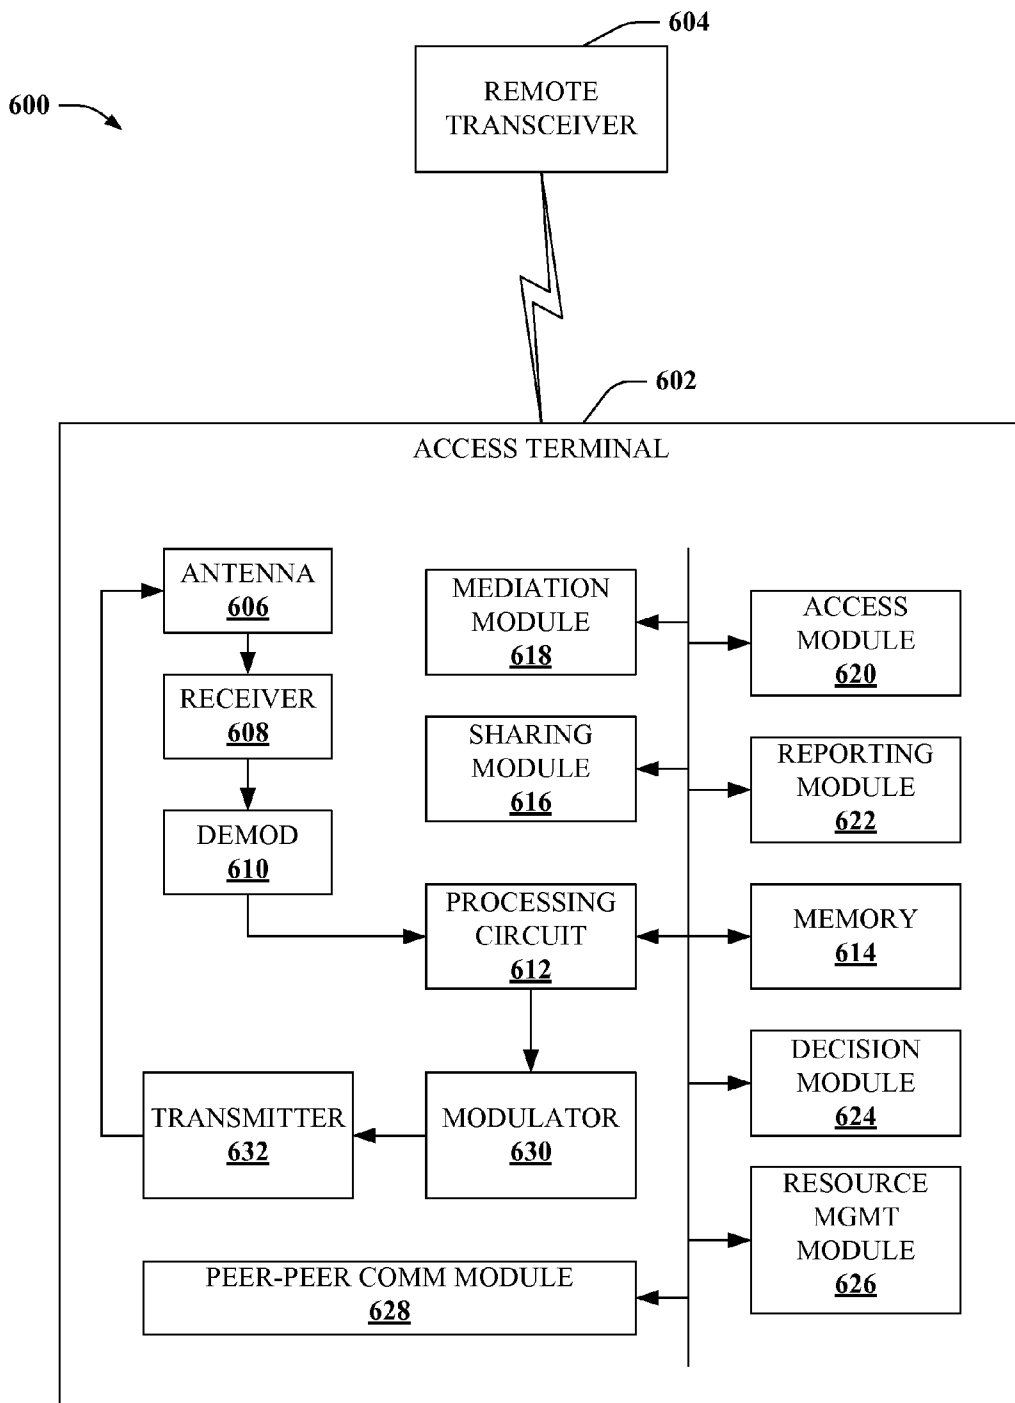 604
REMOTE
TRANSCEIVER
600
602
ACCESS TERMINAL
ANTENNA
606
RECEIVER
608
DEMOD
610
MEDIATION
MODULE
618
SHARING
MODULE
616
PROCESSING
CIRCUIT
612
TRANSMITTER
632
MODULATOR
630
PEER-PEER COMM MODULE
628
ACCESS
MODULE
620
REPORTING
MODULE
622
MEMORY
614
DECISION
MODULE
624
RESOURCE
MGMT
MODULE
626